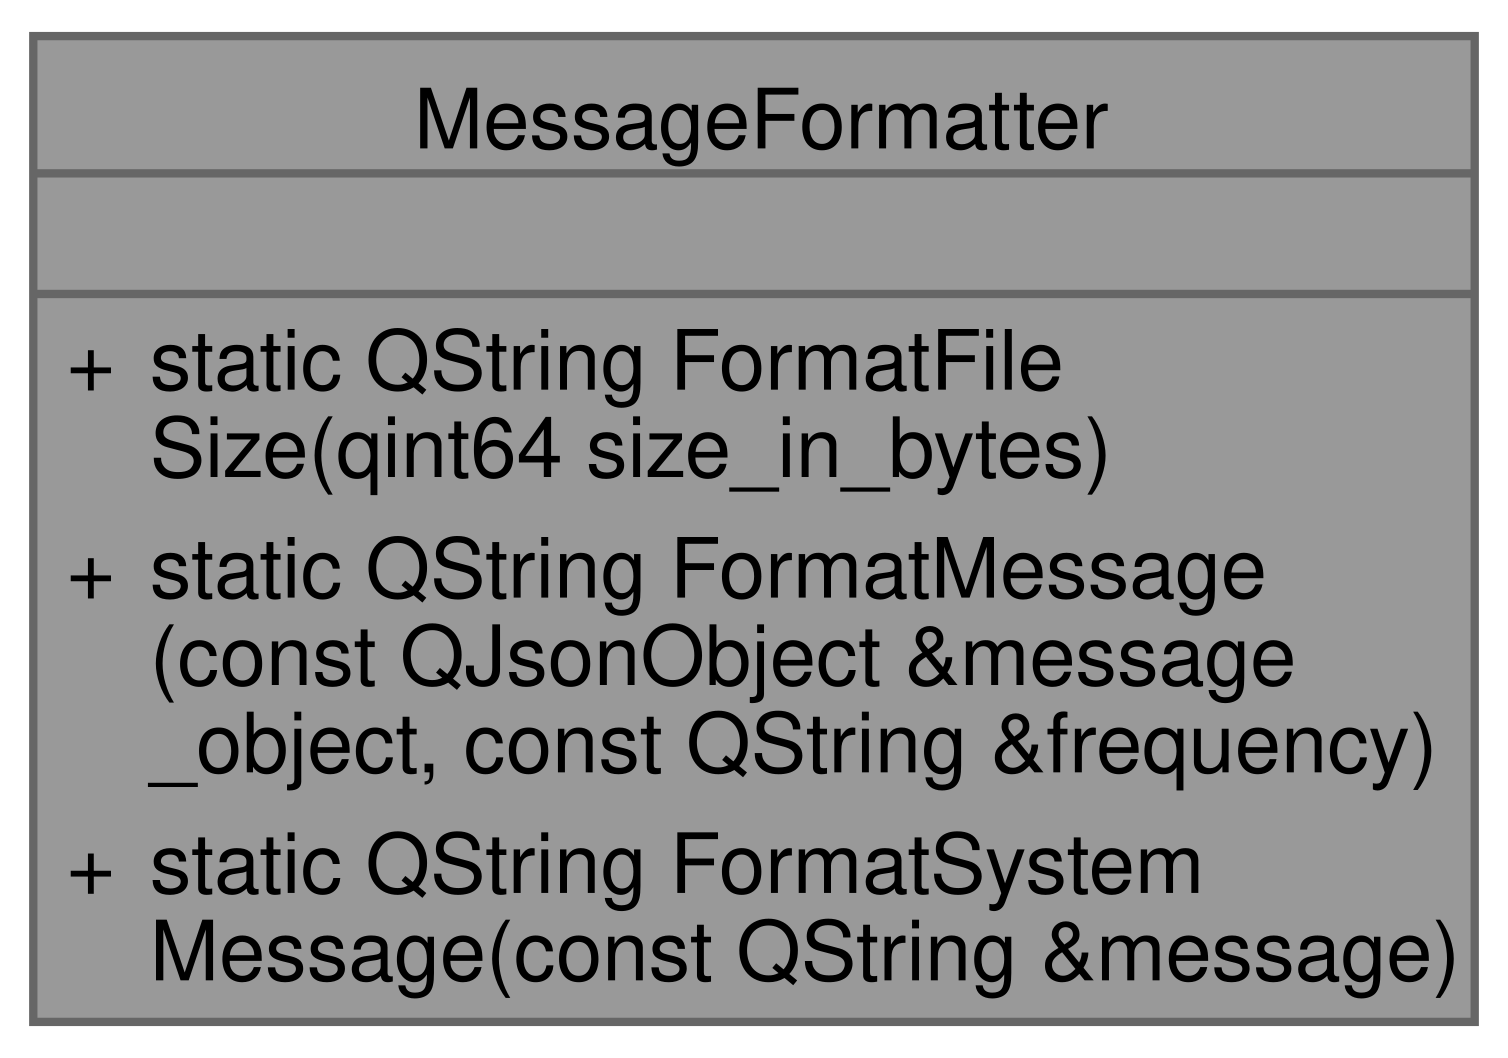 MessageFormatter
+ static QString FormatFile
Size(qint64 size_in_bytes)
+ static QString FormatMessage
(const QJsonObject &message
_object, const QString &frequency)
+ static QString FormatSystem
Message(const QString &message)